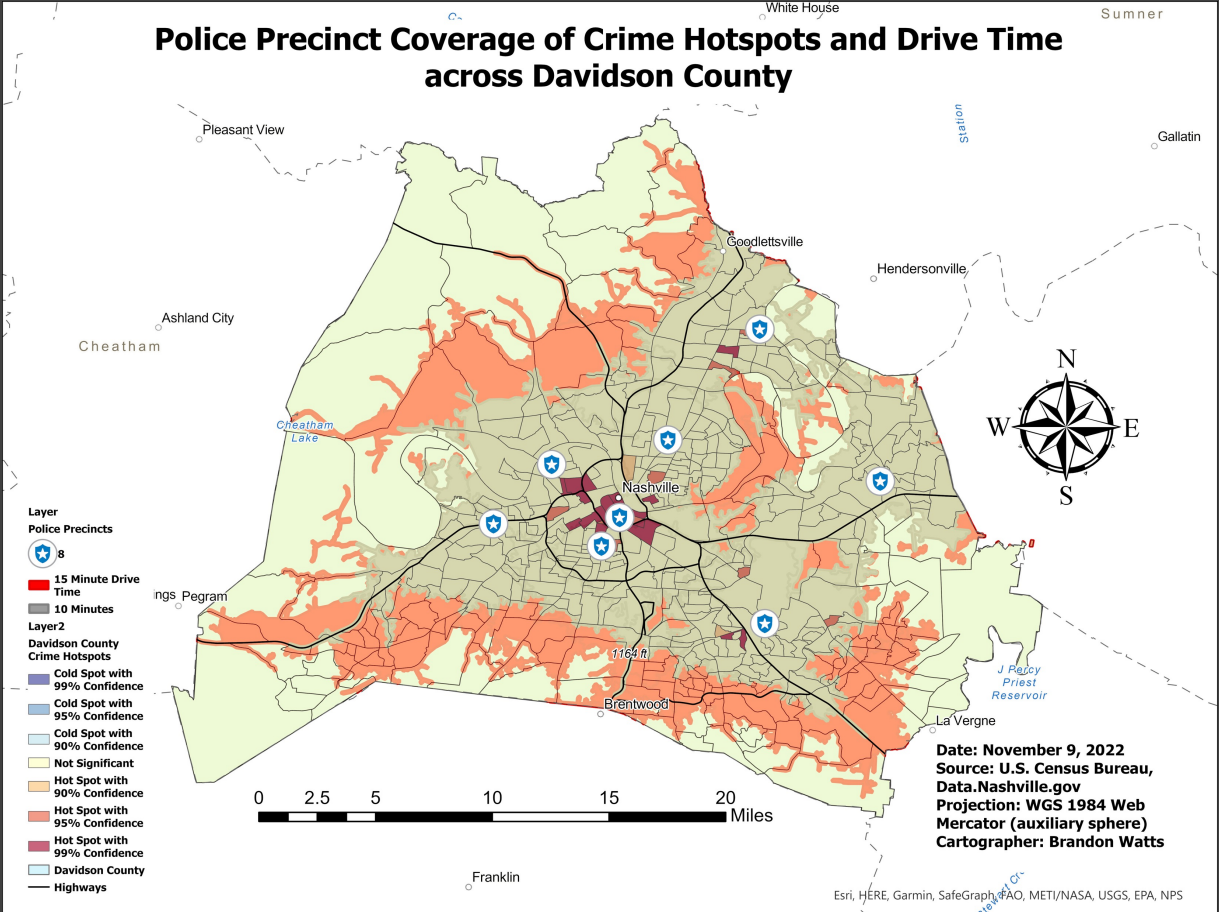 White House
Sumner
Police Precinct Coverage of Crime Hotspots and Drive Time
across Davidson County
Pleasant View
Station
Gallatin
Goodlettsville
Hendersonville
Ashland City
Cheatham
N
W
E
S
Cheatham
Lake
Nashville
ngs
Pegram
1164 ft
Brentwood
J Percy
Priest
Reservoir
La Vergne
Layer
Police Precincts
8
15 Minute Drive
Time
10 Minutes
Layer2
Davidson County
Crime Hotspots
Cold Spot with
99% Confidence
Cold Spot with
95% Confidence
Cold Spot with
90% Confidence
Not Significant
Hot Spot with
90% Confidence
Hot Spot with
95% Confidence
Hot Spot with
99% Confidence
Davidson County
Highways
0 2.5 5 10 15 20
Miles
Date: November 9, 2022
Source: U.S. Census Bureau,
Data.Nashville.gov
Projection: WGS 1984 Web
Mercator (auxiliary sphere)
Cartographer: Brandon Watts
Franklin
Esri, HERE, Garmin, SafeGraph, FAO, METI/NASA, USGS, EPA, NPS